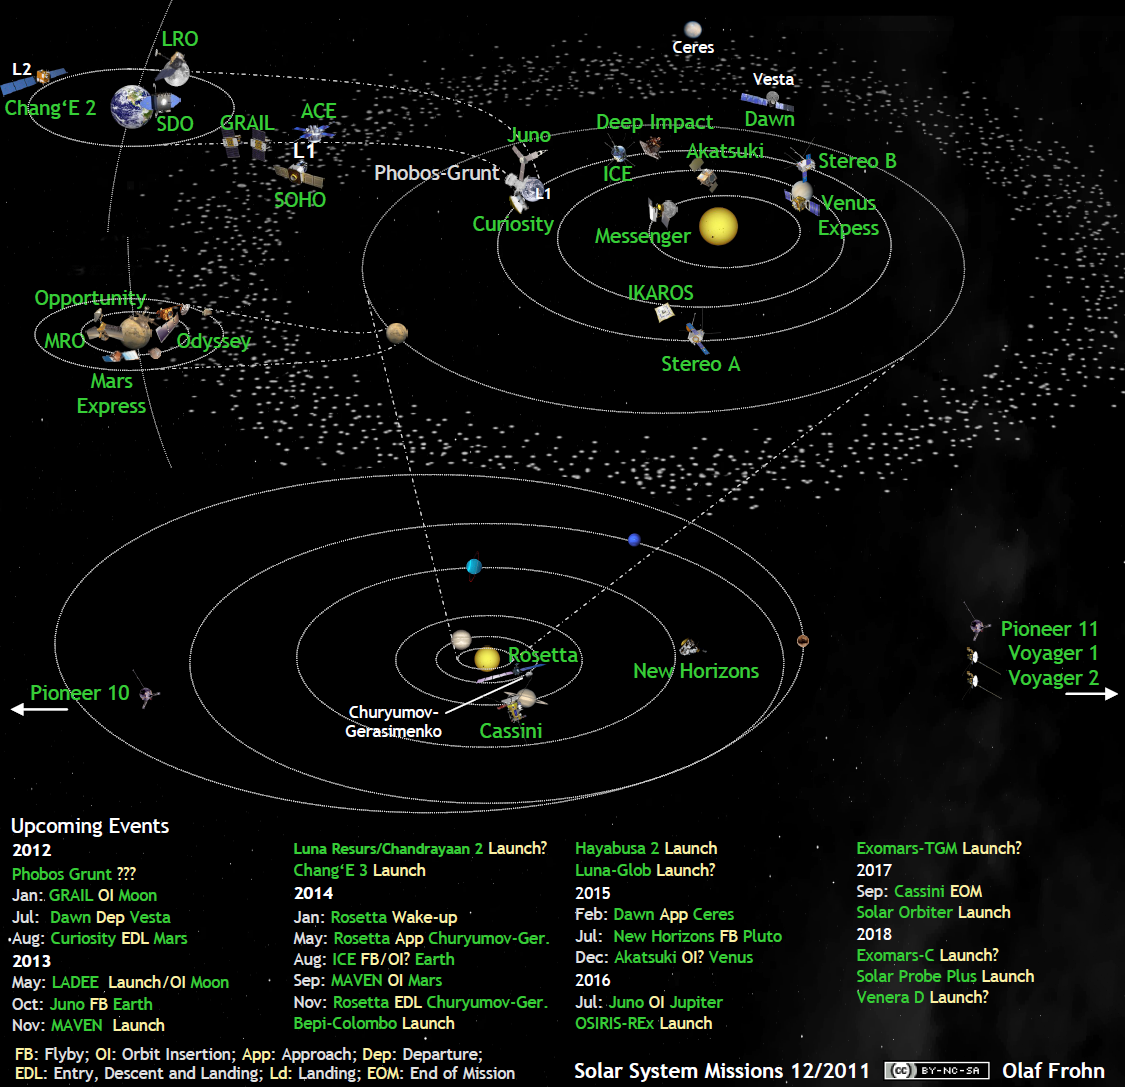 LRO
Ceres
L2
Vesta
Chang‘E 2
SDO
GRAIL
ACE
Dawn
Deep Impact
Juno
Akatsuki
L1
Stereo B
Phobos-Grunt
ICE
L1
SOHO
Venus
Expess
Curiosity
Messenger
IKAROS
Opportunity
MRO
Odyssey
Stereo A
Mars
Express
Pioneer 11
Rosetta
Voyager 1
New Horizons
Voyager 2
Pioneer 10
Churyumov-
Gerasimenko
Cassini
Upcoming Events
2012
Phobos Grunt ???
Jan: GRAIL OI Moon
Jul: Dawn Dep Vesta
Aug: Curiosity EDL Mars
2013
May: LADEE Launch/OI Moon
Oct: Juno FB Earth
Nov: MAVEN Launch
Luna Resurs/Chandrayaan 2 Launch?
Chang‘E 3 Launch
2014
Jan: Rosetta Wake-up
May: Rosetta App Churyumov-Ger.
Aug: ICE FB/OI? Earth
Sep: MAVEN OI Mars
Nov: Rosetta EDL Churyumov-Ger.
Bepi-Colombo Launch
Hayabusa 2 Launch
Luna-Glob Launch?
2015
Feb: Dawn App Ceres
Jul: New Horizons FB Pluto
Dec: Akatsuki OI? Venus
2016
Jul: Juno OI Jupiter
OSIRIS-REx Launch
Exomars-TGM Launch?
2017
Sep: Cassini EOM
Solar Orbiter Launch
2018
Exomars-C Launch?
Solar Probe Plus Launch
Venera D Launch?
FB: Flyby; OI: Orbit Insertion; App: Approach; Dep: Departure;
EDL: Entry, Descent and Landing; Ld: Landing; EOM: End of Mission
Solar System Missions 12/2011
cc BY-NC-SA
Olaf Frohn